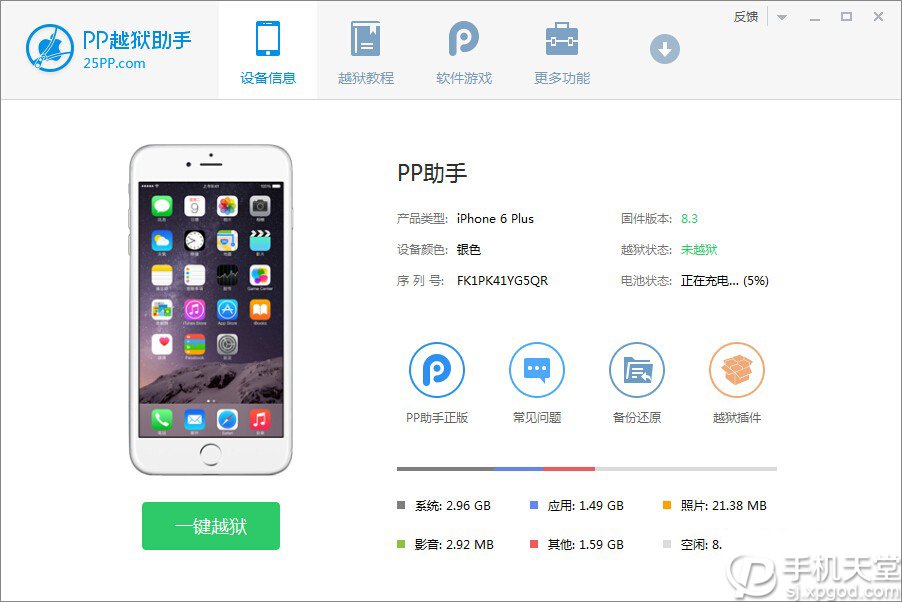 反馈
PP越狱助手
25PP.com
设备信息
越狱教程
软件游戏
更多功能
PP助手
产品类型: iPhone 6 Plus
固件版本: 8.3
设备颜色: 银色
越狱状态: 未越狱
序 列 号: FK1PK41YG5QR
电池状态: 正在充电... (5%)
PP助手正版
常见问题
备份还原
越狱插件
系统: 2.96 GB
应用: 1.49 GB
照片: 21.38 MB
影音: 2.92 MB
其他: 1.59 GB
空闲: 8.
一键越狱
手机天堂
sj.xpgod.com